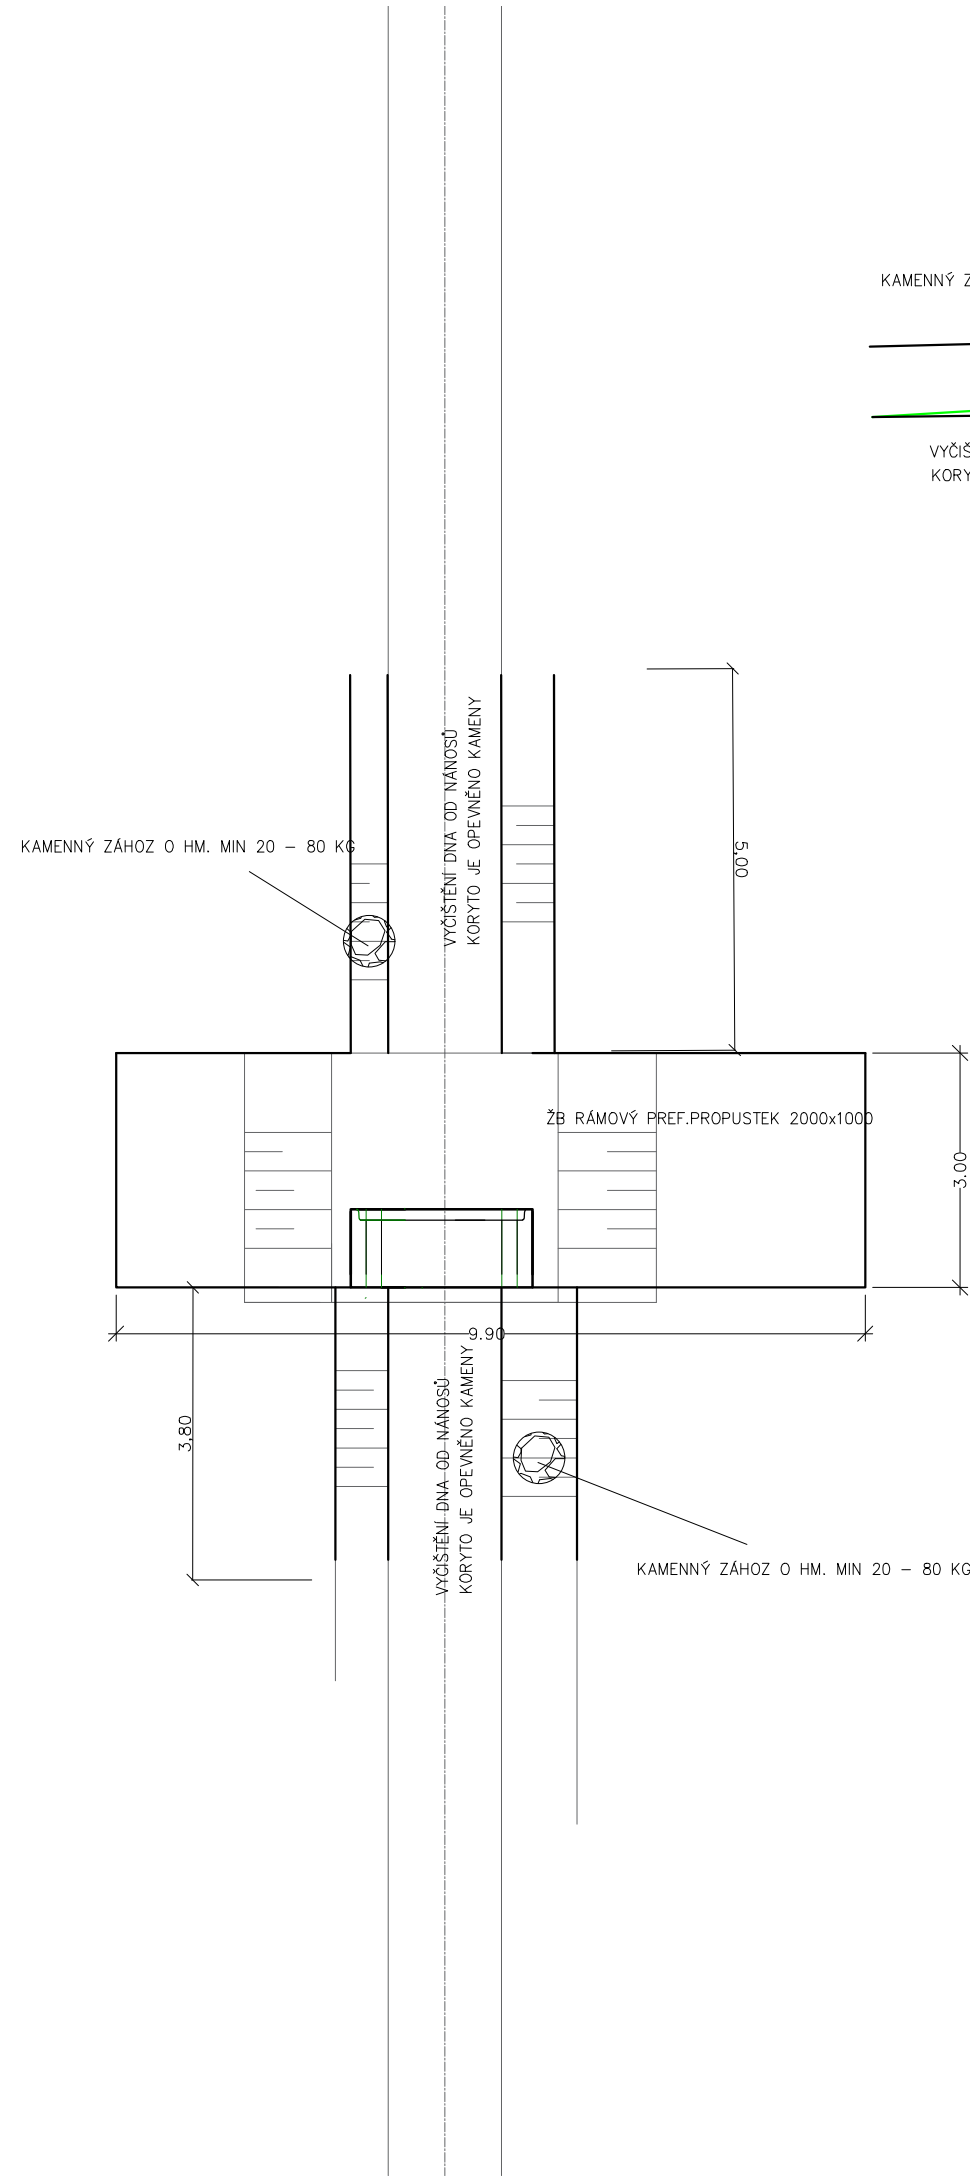 KAMENNÝ Z
VYČIŠ
KORY
VYČIŠTĚNÍ DNA OD NÁNOSŮ
KORYTO JE OPEVNĚNO KAMENY
5,00
KAMENNÝ ZÁHOZ O HM. MIN 20 – 80 KG
ŽB RÁMOVÝ PREF.PROPUSTEK 2000x1000
3.00
9.90
3,80
VYČIŠTĚNÍ DNA OD NÁNOSŮ
KORYTO JE OPEVNĚNO KAMENY
KAMENNÝ ZÁHOZ O HM. MIN 20 – 80 KG